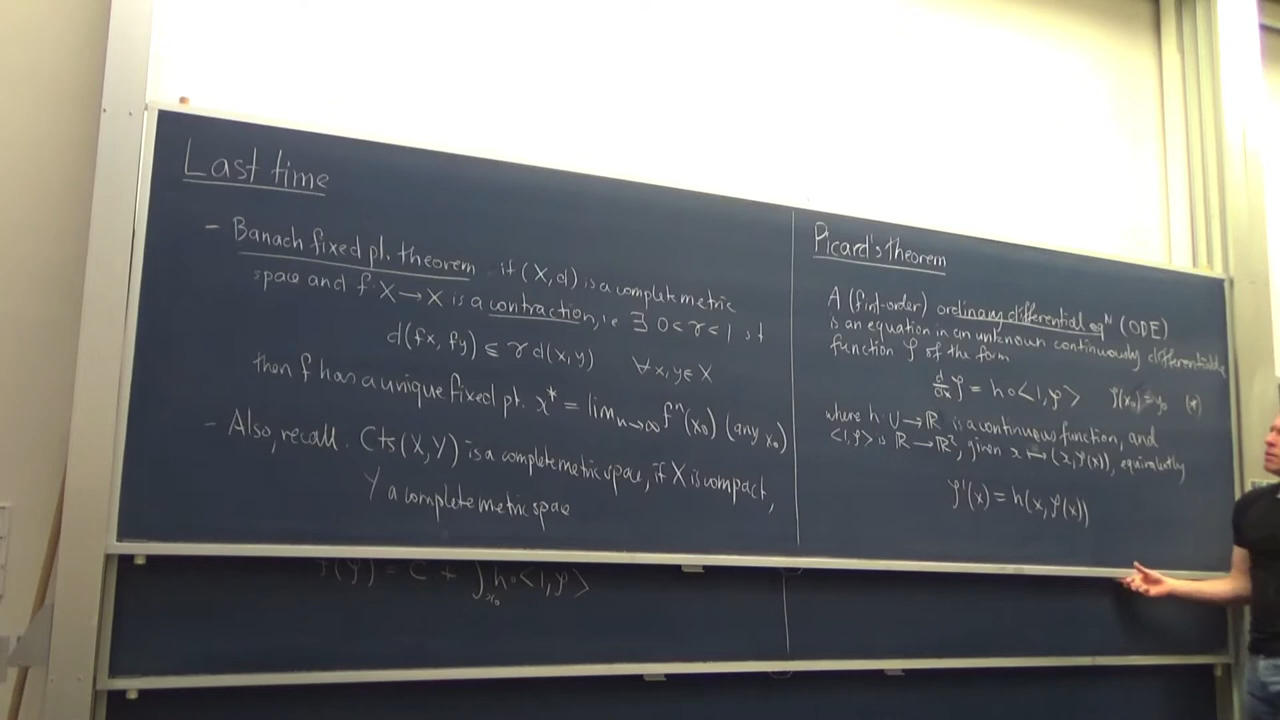 Last time
- Banach fixed pt. theorem if (X,d) is a complete metric
space and f: X → X is a contraction, i.e ∃ 0<γ<1 s.t
d(fx, fy) ≤ γ d(x,y) ∀x,y∈X
then f has a unique fixed pt. x* = lim_{n→∞} f^n(x₀) (any x₀)
- Also, recall. Cts(X,Y) is a complete metric space, if X is compact,
Y a complete metric space
f(φ) = C + ∫_{x₀} h∘<1,φ>
Picard's theorem
A (first-order) ordinary differential eqᴺ (ODE)
is an equation in an unknown continuously differentiable
function φ of the form
d/dx φ = h∘<1,φ> φ(x₀)=y₀ (*)
where h: U→ℝ is a continuous function, and
<1,φ> is ℝ→ℝ², given x↦(x,φ(x)), equivalently
φ'(x) = h(x,φ(x))